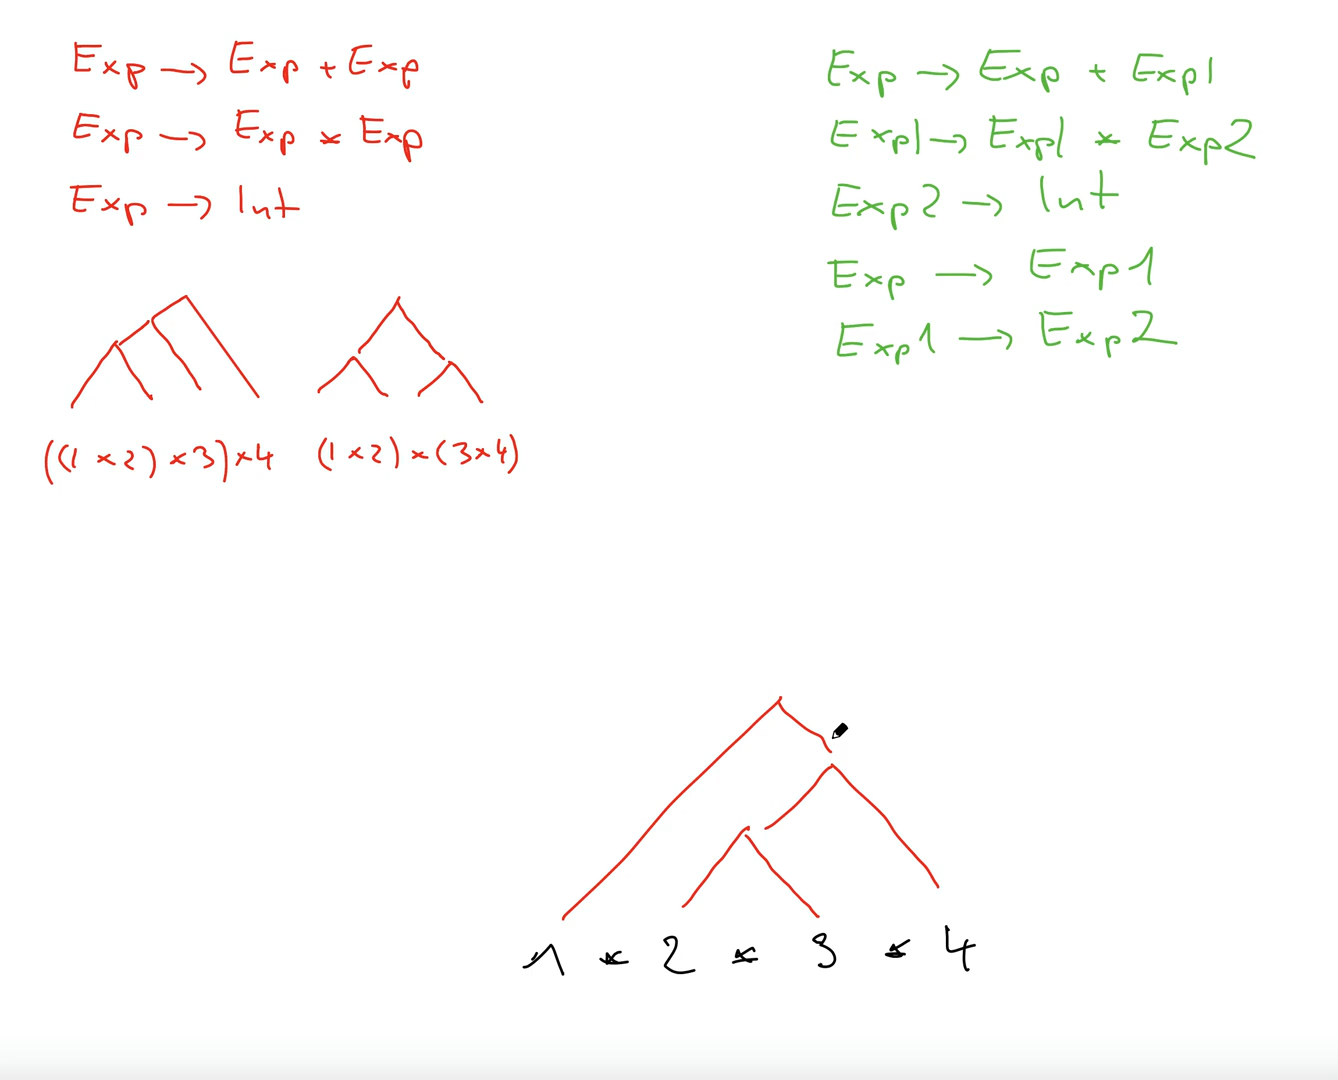 Exp → Exp + Exp
Exp → Exp * Exp
Exp → Int
((1 * 2) * 3) * 4
(1 * 2) * (3 * 4)
Exp → Exp + Exp1
Exp1 → Exp1 * Exp2
Exp2 → Int
Exp → Exp1
Exp1 → Exp2
1 * 2 * 3 * 4